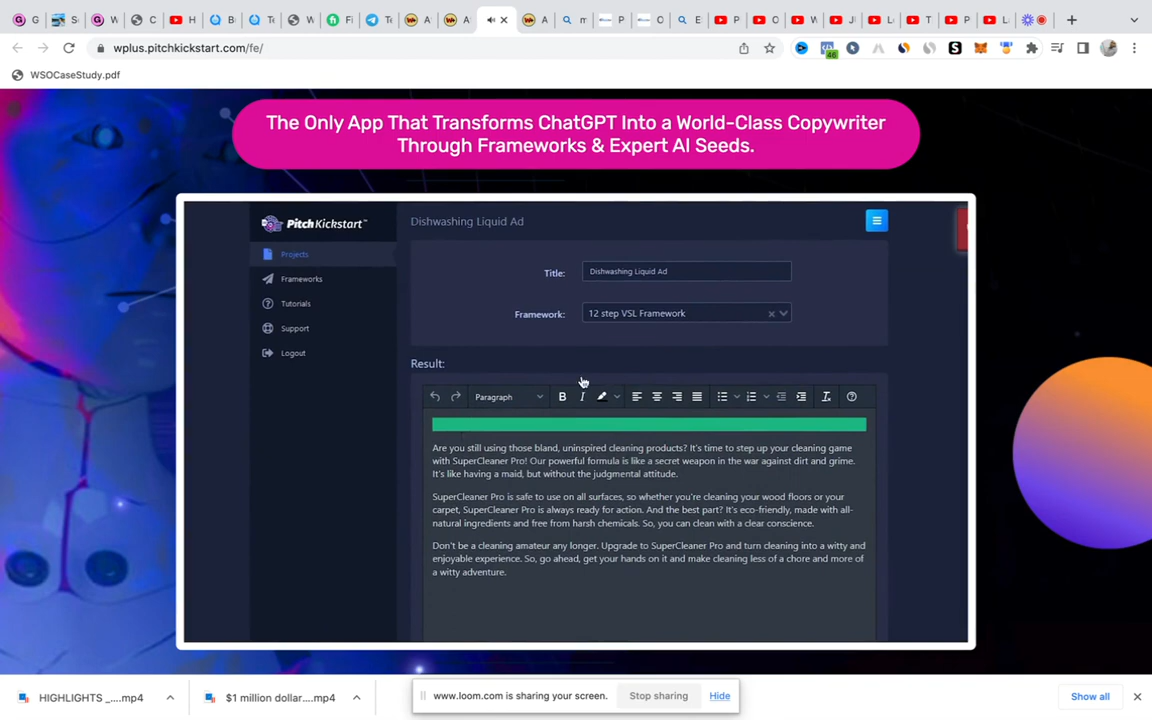 wplus.pitchkickstart.com/fe/
WSOCaseStudy.pdf
46
The Only App That Transforms ChatGPT Into a World-Class Copywriter
Through Frameworks & Expert AI Seeds.
PitchKickstart™
Dishwashing Liquid Ad
Projects
Title: Dishwashing Liquid Ad
Frameworks
Tutorials
Framework: 12 step VSL Framework
Support
Logout
Result:
Paragraph
Are you still using those bland, uninspired cleaning products? It's time to step up your cleaning game
with SuperCleaner Pro! Our powerful formula is like a secret weapon in the war against dirt and grime.
It's like having a maid, but without the judgmental attitude.
SuperCleaner Pro is safe to use on all surfaces, so whether you're cleaning your wood floors or your
carpet, SuperCleaner Pro is always ready for action. And the best part? It's eco-friendly, made with all-
natural ingredients and free from harsh chemicals. So, you can clean with a clear conscience.
Don't be a cleaning amateur any longer. Upgrade to SuperCleaner Pro and turn cleaning into a witty and
enjoyable experience. So, go ahead, get your hands on it and make cleaning less of a chore and more of
a witty adventure.
HIGHLIGHTS _....mp4
$1 million dollar....mp4
www.loom.com is sharing your screen.
Stop sharing
Hide
Show all